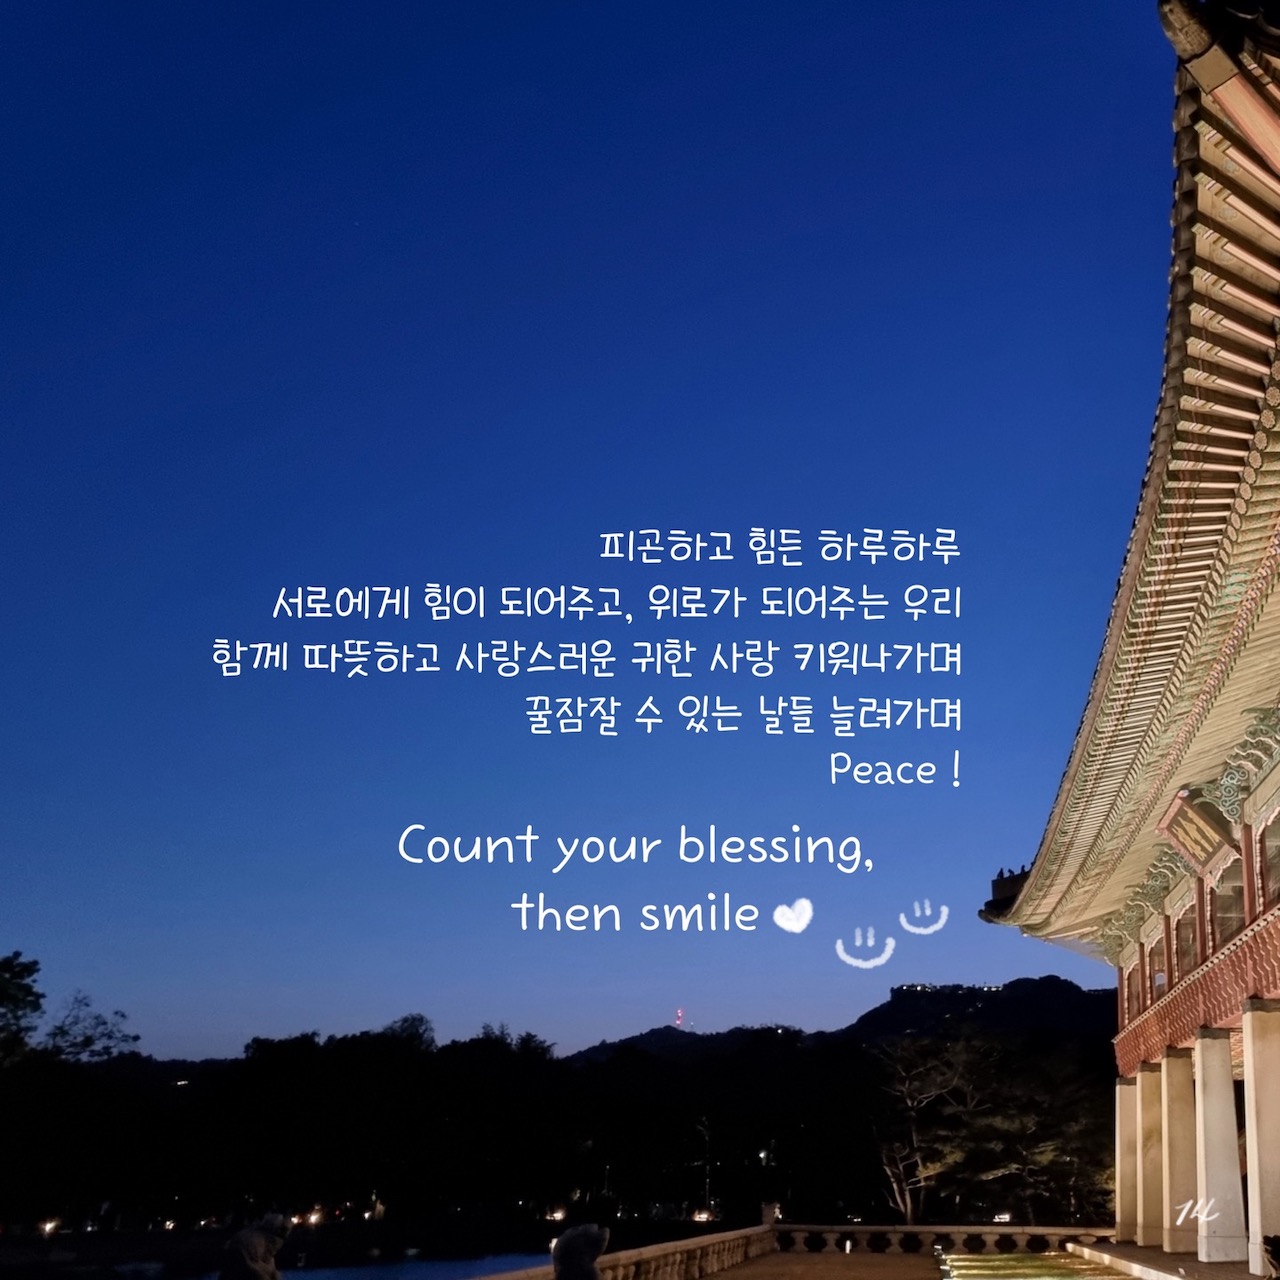 피곤하고 힘든 하루하루
서로에게 힘이 되어주고, 위로가 되어주는 우리
함께 따뜻하고 사랑스러운 귀한 사랑 키워나가며
꿀잠잘 수 있는 날들 늘려가며
Peace !
Count your blessing,
then smile
14